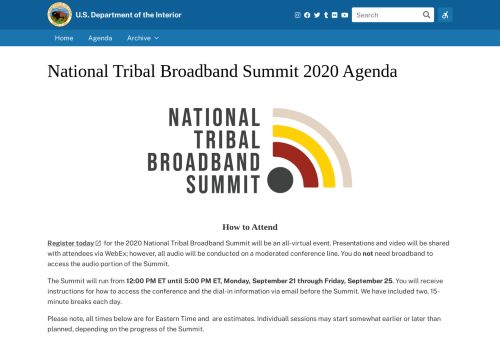 U.S. Department of the Interior
Search
Home
Agenda
Archive
National Tribal Broadband Summit 2020 Agenda
NATIONAL
TRIBAL
BROADBAND
SUMMIT
How to Attend
Register today for the 2020 National Tribal Broadband Summit will be an all-virtual event. Presentations and video will be shared
with attendees via WebEx; however, all audio will be conducted on a moderated conference line. You do not need broadband to
access the audio portion of the Summit.
The Summit will run from 12:00 PM ET until 5:00 PM ET, Monday, September 21 through Friday, September 25. You will receive
instructions for how to access the conference and the dial-in information via email before the Summit. We have included two, 15-
minute breaks each day.
Please note, all times below are for Eastern Time and are estimates. Individuall sessions may start somewhat earlier or later than
planned, depending on the progress of the Summit.